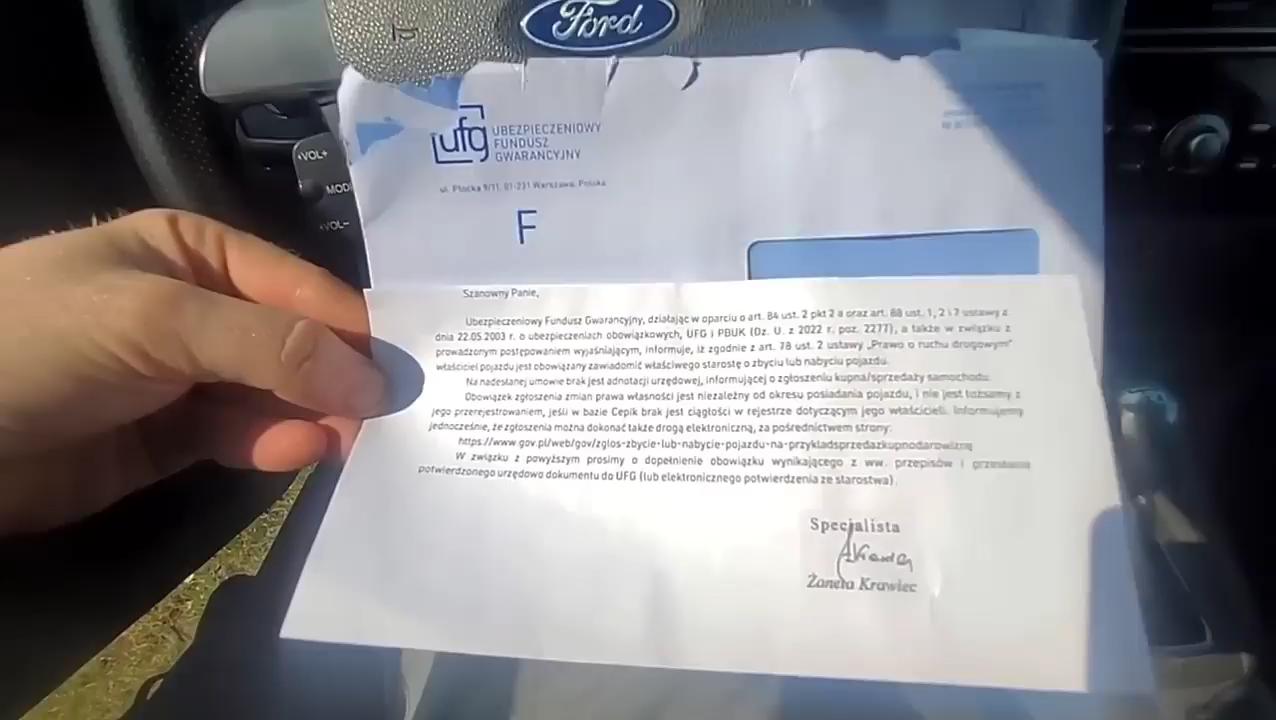 Ford
VOL+
MOD
VOL-
ufg UBEZPIECZENIOWY
FUNDUSZ
GWARANCYJNY
ul. Płocka 9/11, 01-231 Warszawa, Polska
F
Szanowny Panie,
Ubezpieczeniowy Fundusz Gwarancyjny, działając w oparciu o art. 84 ust. 2 pkt 2 a oraz art. 88 ust. 1, 2 i 7 ustawy z
dnia 22.05.2003 r. o ubezpieczeniach obowiązkowych, UFG i PBUK (Dz. U. z 2022 r. poz. 2277), a także w związku z
prowadzonym postępowaniem wyjaśniającym, informuje, iż zgodnie z art. 78 ust. 2 ustawy „Prawo o ruchu drogowym"
właściciel pojazdu jest obowiązany zawiadomić właściwego starostę o zbyciu lub nabyciu pojazdu.
Na nadesłanej umowie brak jest adnotacji urzędowej, informującej o zgłoszeniu kupna/sprzedaży samochodu.
Obowiązek zgłoszenia zmian prawa własności jest niezależny od okresu posiadania pojazdu, i nie jest tożsamy z
jego przerejestrowaniem, jeśli w bazie Cepik brak jest ciągłości w rejestrze dotyczącym jego właścicieli. Informujemy
jednocześnie, że zgłoszenia można dokonać także drogą elektroniczną, za pośrednictwem strony:
https://www.gov.pl/web/gov/zglos-zbycie-lub-nabycie-pojazdu-na-przykladsprzedazkupnodarowizne
W związku z powyższym prosimy o dopełnienie obowiązku wynikającego z ww. przepisów i przesłania
potwierdzonego urzędowo dokumentu do UFG (lub elektronicznego potwierdzenia ze starostwa).
Specjalista
Żaneta Krawiec